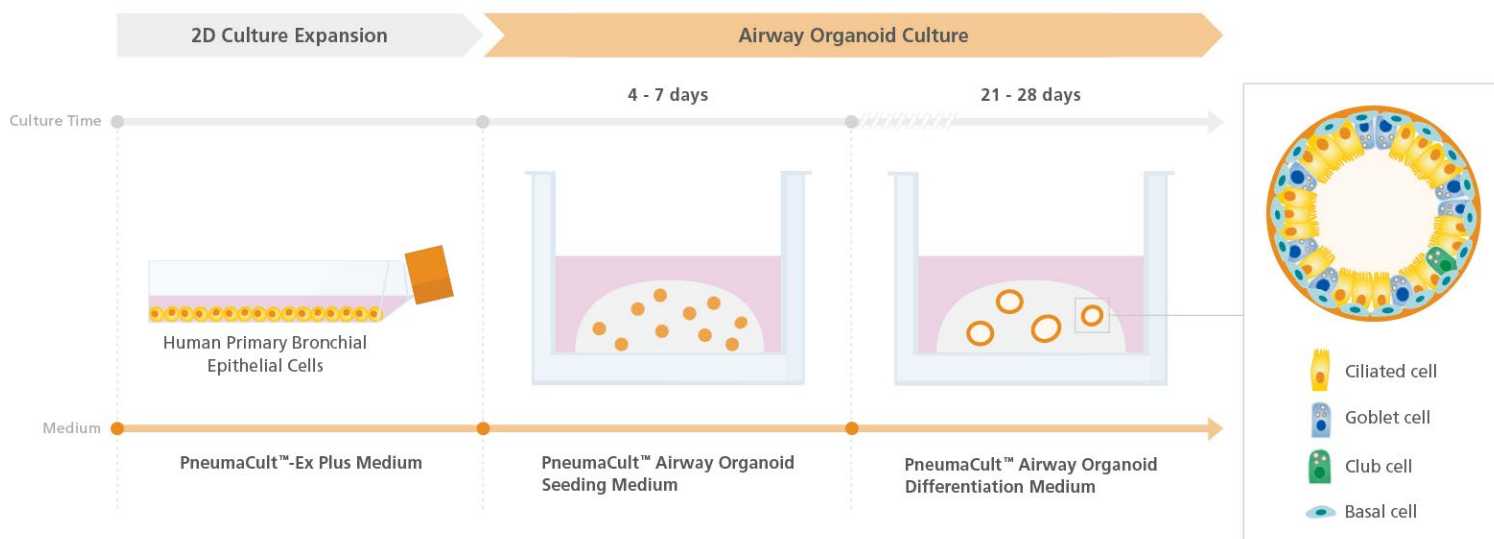 2D Culture Expansion
Airway Organoid Culture
4 - 7 days
21 - 28 days
Culture Time
Human Primary Bronchial
Epithelial Cells
Medium
PneumaCult™-Ex Plus Medium
PneumaCult™ Airway Organoid
Seeding Medium
PneumaCult™ Airway Organoid
Differentiation Medium
Ciliated cell
Goblet cell
Club cell
Basal cell